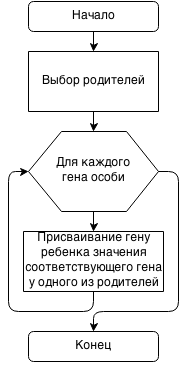 Начало
Выбор родителей
Для каждого
гена особи
Присваивание гену
ребенка значения
соответствующего гена
у одного из родителей
Конец